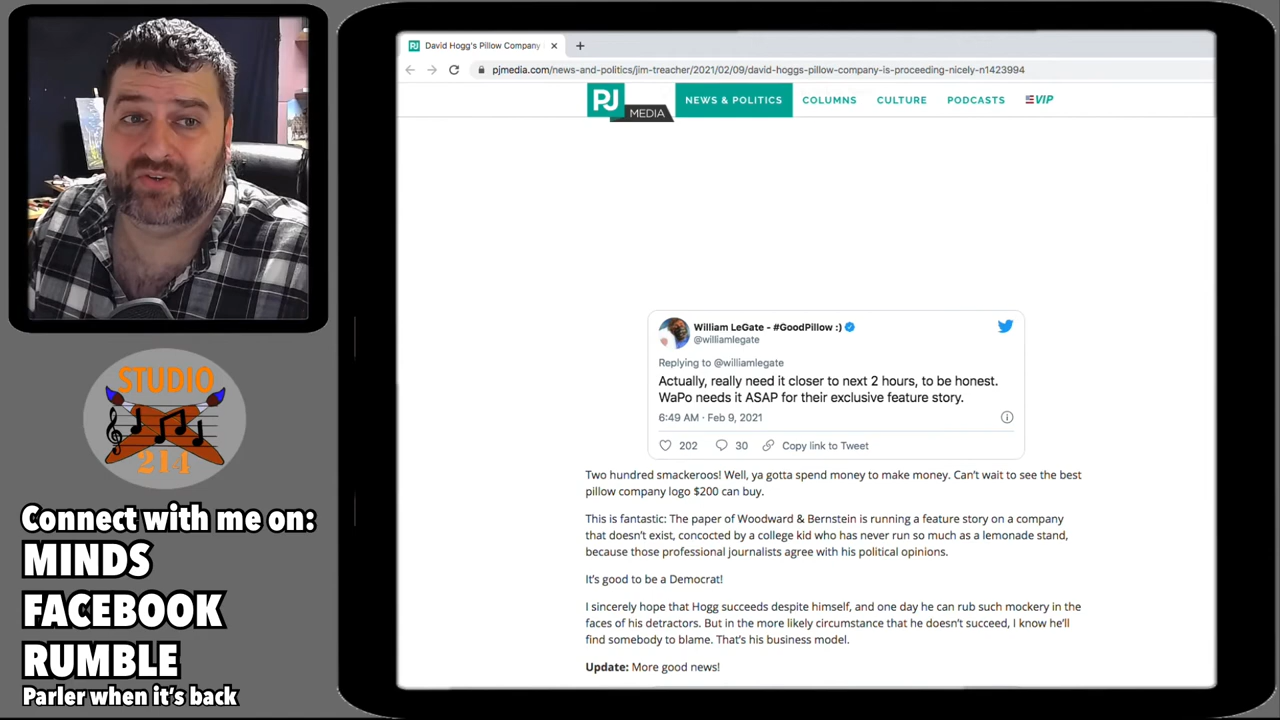 STUDIO
214
Connect with me on:
MINDS
FACEBOOK
RUMBLE
Parler when it's back
David Hogg's Pillow Company
pjmedia.com/news-and-politics/jim-treacher/2021/02/09/david-hoggs-pillow-company-is-proceeding-nicely-n1423994
PJ
MEDIA
NEWS & POLITICS COLUMNS CULTURE PODCASTS VIP
William LeGate - #GoodPillow :)
@williamlegate
Replying to @williamlegate
Actually, really need it closer to next 2 hours, to be honest.
WaPo needs it ASAP for their exclusive feature story.
6:49 AM · Feb 9, 2021
202 30 Copy link to Tweet
Two hundred smackeroos! Well, ya gotta spend money to make money. Can't wait to see the best
pillow company logo $200 can buy.
This is fantastic: The paper of Woodward & Bernstein is running a feature story on a company
that doesn't exist, concocted by a college kid who has never run so much as a lemonade stand,
because those professional journalists agree with his political opinions.
It's good to be a Democrat!
I sincerely hope that Hogg succeeds despite himself, and one day he can rub such mockery in the
faces of his detractors. But in the more likely circumstance that he doesn't succeed, I know he'll
find somebody to blame. That's his business model.
Update: More good news!